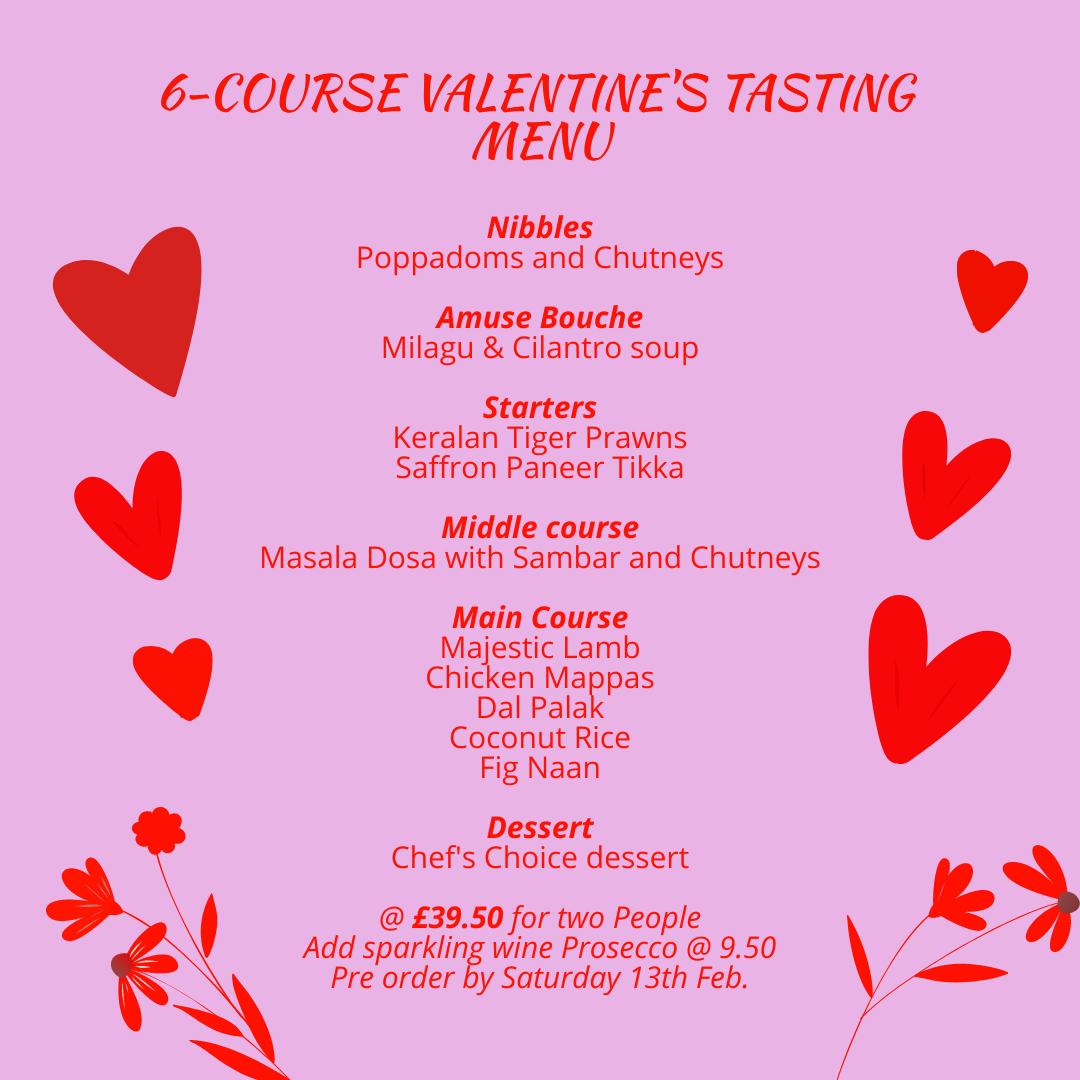 6-COURSE VALENTINE'S TASTING
MENU
Nibbles
Poppadoms and Chutneys
Amuse Bouche
Milagu & Cilantro soup
Starters
Keralan Tiger Prawns
Saffron Paneer Tikka
Middle course
Masala Dosa with Sambar and Chutneys
Main Course
Majestic Lamb
Chicken Mappas
Dal Palak
Coconut Rice
Fig Naan
Dessert
Chef's Choice dessert
@ £39.50 for two People
Add sparkling wine Prosecco @ 9.50
Pre order by Saturday 13th Feb.